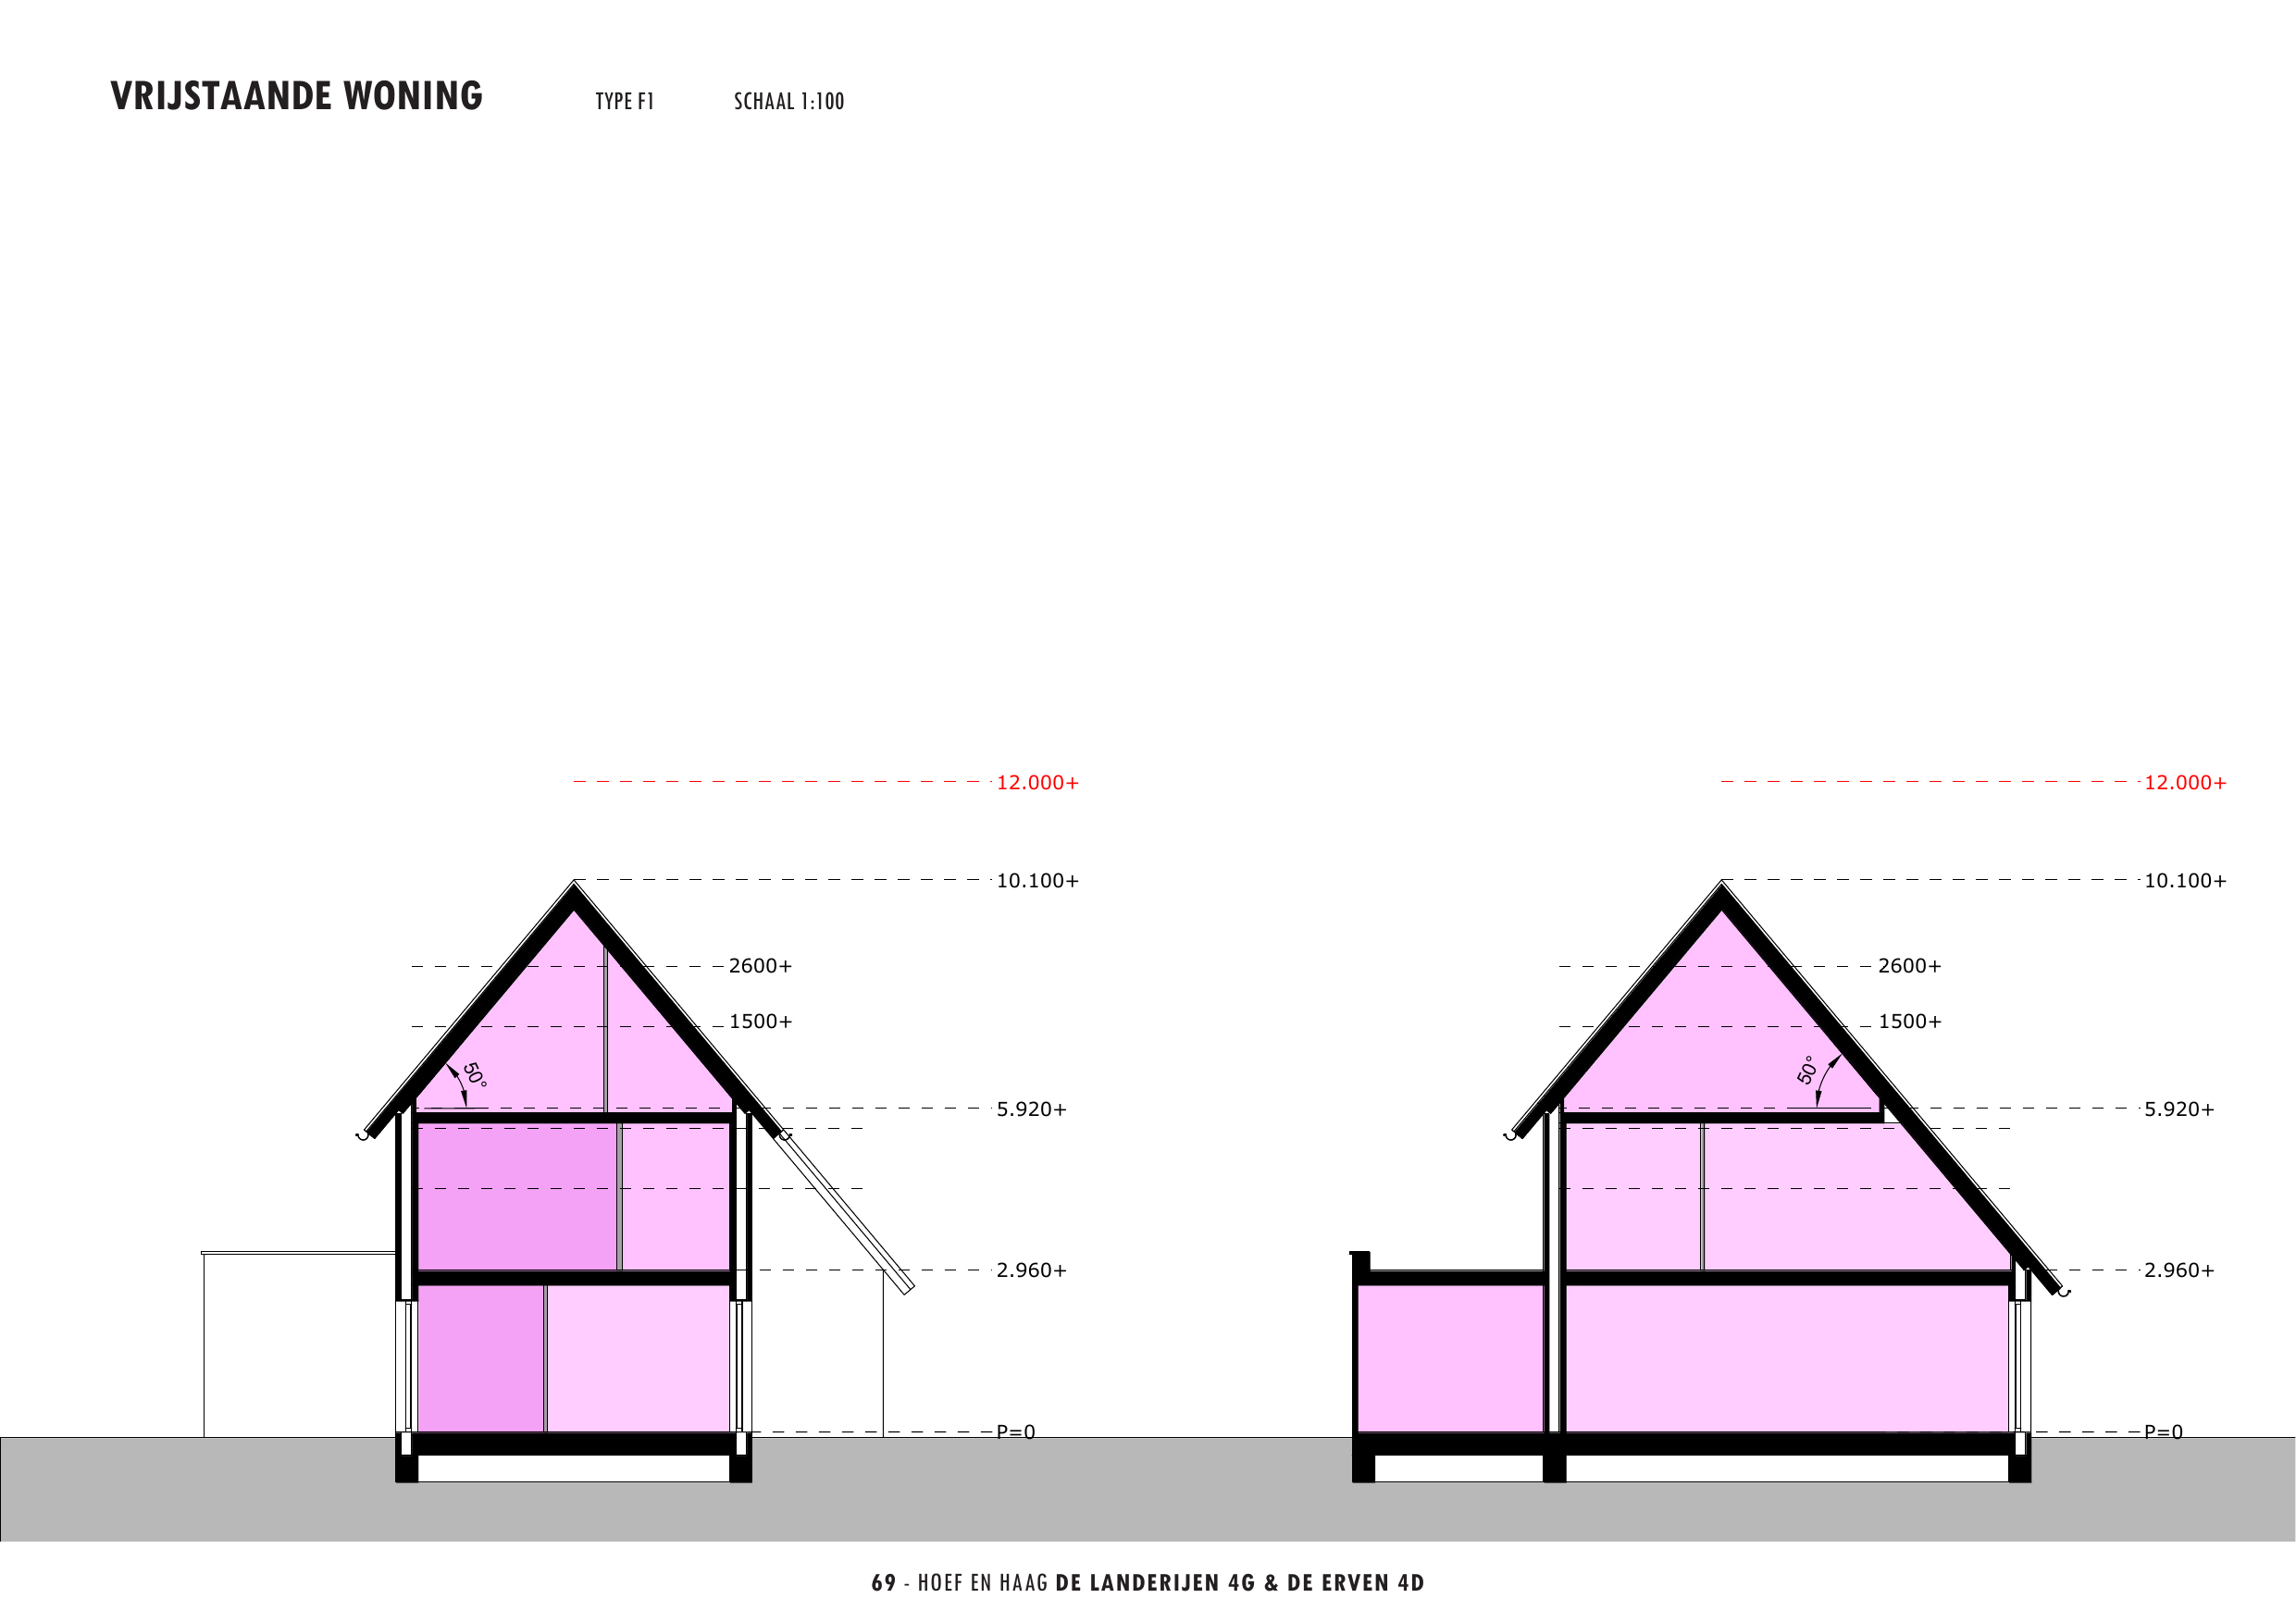 VRIJSTAANDE WONING TYPE F1 SCHAAL 1:100
12.000+ 12.000+
10.100+ 10.100+
2600+ 2600+
1500+ 1500+
50° 50°
5.920+ 5.920+
2.960+ 2.960+
P=0 P=0
69 - HOEF EN HAAG DE LANDERIJEN 4G & DE ERVEN 4D